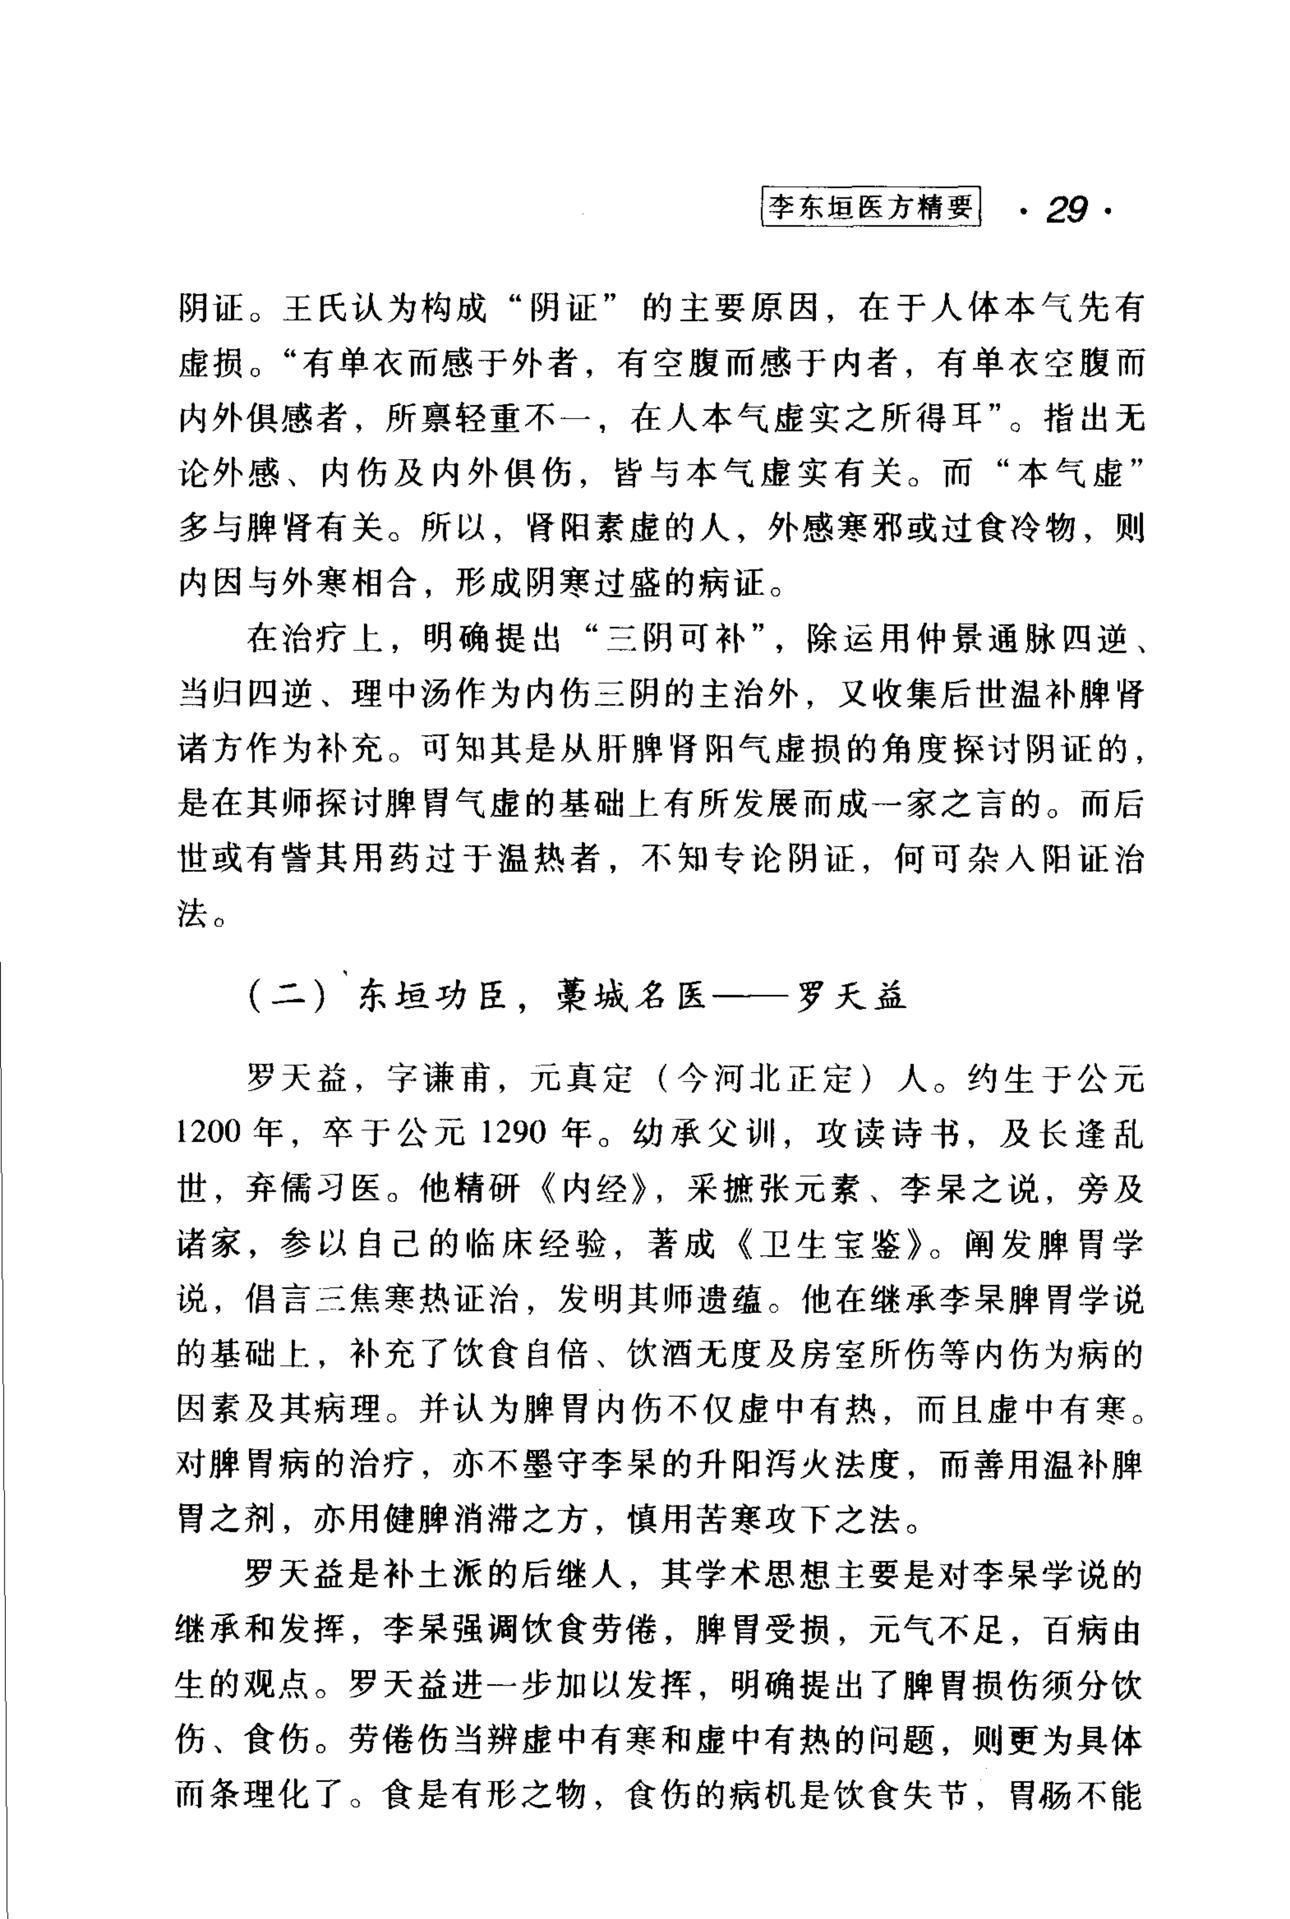 李东垣医方精要 · 29 ·
阴证。王氏认为构成“阴证”的主要原因，在于人体本气先有
虚损。“有单衣而感于外者，有空腹而感于内者，有单衣空腹而
内外俱感者，所禀轻重不一，在人本气虚实之所得耳”。指出无
论外感、内伤及内外俱伤，皆与本气虚实有关。而“本气虚”
多与脾肾有关。所以，肾阳素虚的人，外感寒邪或过食冷物，则
内因与外寒相合，形成阴寒过盛的病证。
在治疗上，明确提出“三阴可补”，除运用仲景通脉四逆、
当归四逆、理中汤作为内伤三阴的主治外，又收集后世温补脾肾
诸方作为补充。可知其是从肝脾肾阳气虚损的角度探讨阴证的，
是在其师探讨脾胃气虚的基础上有所发展而成一家之言的。而后
世或有訾其用药过于温热者，不知专论阴证，何可杂入阳证治
法。
（二）东垣功臣，藁城名医——罗天益
罗天益，字谦甫，元真定（今河北正定）人。约生于公元
1200 年，卒于公元 1290 年。幼承父训，攻读诗书，及长逢乱
世，弃儒习医。他精研《内经》，采摭张元素、李杲之说，旁及
诸家，参以自己的临床经验，著成《卫生宝鉴》。阐发脾胃学
说，倡言三焦寒热证治，发明其师遗蕴。他在继承李杲脾胃学说
的基础上，补充了饮食自倍、饮酒无度及房室所伤等内伤为病的
因素及其病理。并认为脾胃内伤不仅虚中有热，而且虚中有寒。
对脾胃病的治疗，亦不墨守李杲的升阳泻火法度，而善用温补脾
胃之剂，亦用健脾消滞之方，慎用苦寒攻下之法。
罗天益是补土派的后继人，其学术思想主要是对李杲学说的
继承和发挥，李杲强调饮食劳倦，脾胃受损，元气不足，百病由
生的观点。罗天益进一步加以发挥，明确提出了脾胃损伤须分饮
伤、食伤。劳倦伤当辨虚中有寒和虚中有热的问题，则更为具体
而条理化了。食是有形之物，食伤的病机是饮食失节，胃肠不能